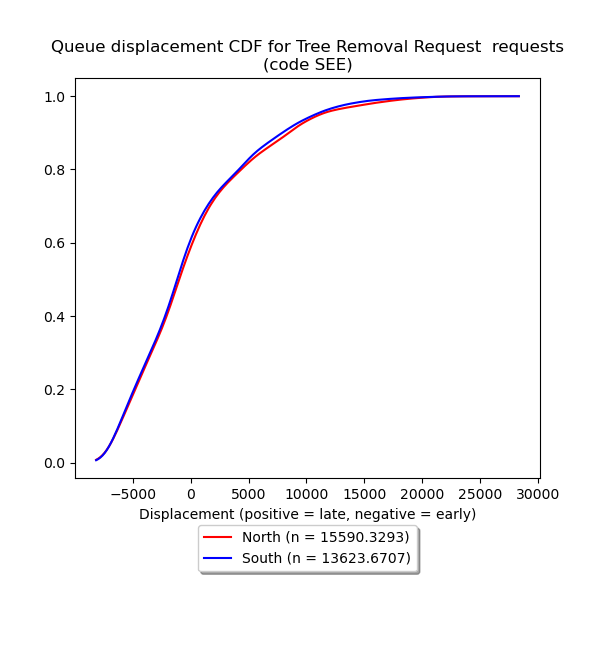 Queue displacement CDF for Tree Removal Request  requests
(code SEE)
1.0
0.8
0.6
0.4
0.2
0.0
−5000 0 5000 10000 15000 20000 25000 30000
Displacement (positive = late, negative = early)
North (n = 15590.3293)
South (n = 13623.6707)